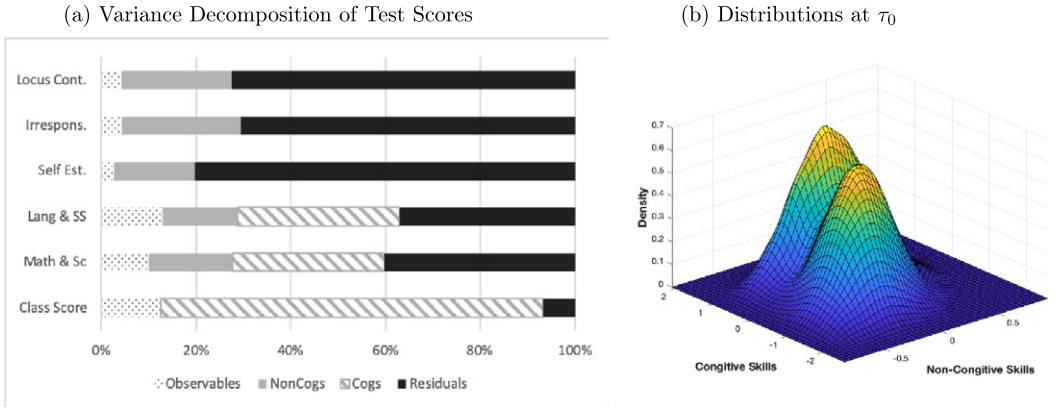 (a) Variance Decomposition of Test Scores
Locus Cont.
Irrespons.
Self Est.
Lang & SS
Math & Sc
Class Score
0% 20% 40% 60% 80% 100%
Observables NonCogs Cogs Residuals
(b) Distributions at τ₀
0.7
0.6
0.5
0.4
0.3
0.2
0.1
0
Density
2 1 0 -1 -2
Congitive Skills
-0.5 0 0.5
Non-Congitive Skills